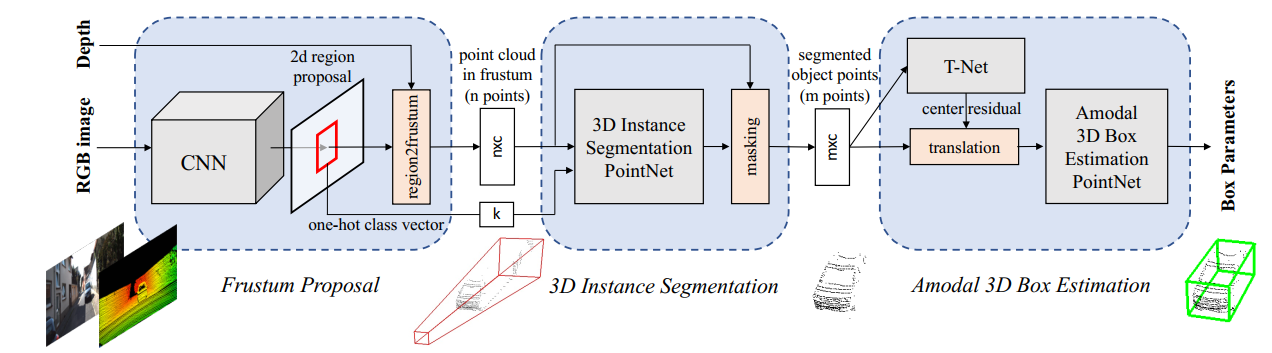 Depth
RGB image
CNN
2d region
proposal
region2frustum
one-hot class vector
Frustum Proposal
point cloud
in frustum
(n points)
nxc
k
3D Instance
Segmentation
PointNet
masking
3D Instance Segmentation
segmented
object points
(m points)
mxc
T-Net
center residual
translation
Amodal
3D Box
Estimation
PointNet
Amodal 3D Box Estimation
Box Parameters